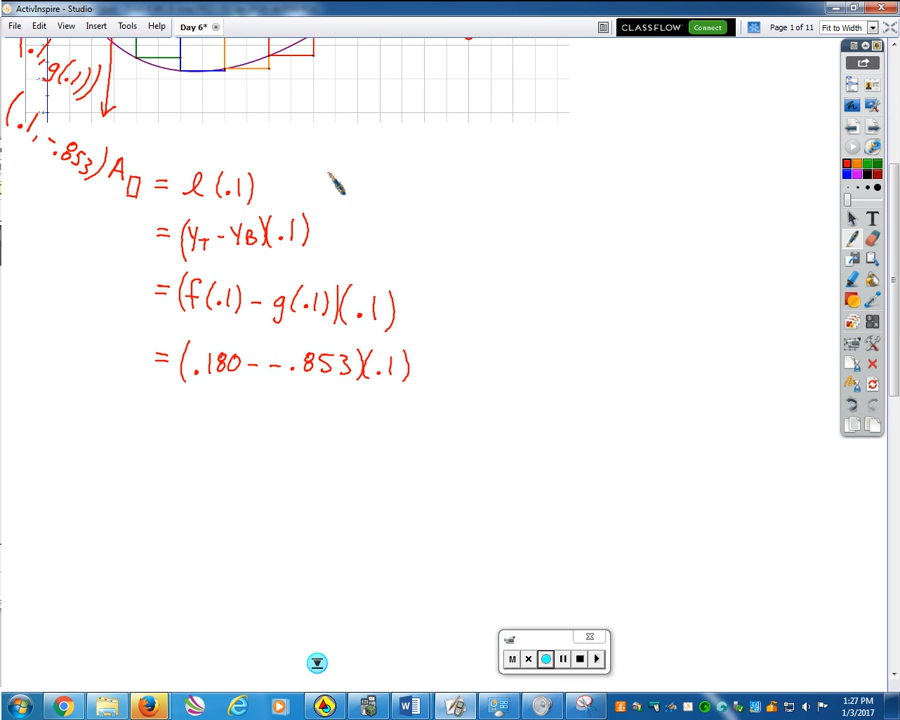 ActivInspire - Studio
File Edit View Insert Tools Help
Day 6*
CLASSFLOW Connect
Page 1 of 11
Fit to Width
(.1, g(.1))
(.1, -.853)
A▯ = l(.1)
= (YT - YB)(.1)
= (f(.1) - g(.1))(.1)
= (.180 - -.853)(.1)
T
M
1:27 PM
1/3/2017